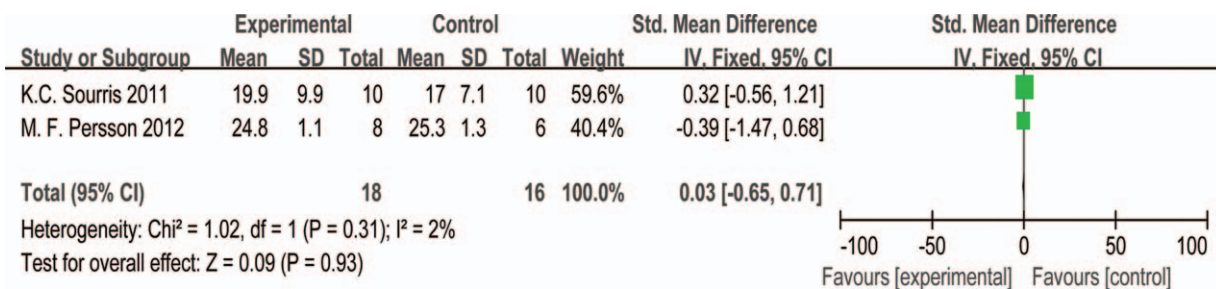 Experimental Control Std. Mean Difference Std. Mean Difference
Study or Subgroup Mean SD Total Mean SD Total Weight IV, Fixed, 95% CI IV, Fixed, 95% CI
K.C. Sourris 2011 19.9 9.9 10 17 7.1 10 59.6% 0.32 [-0.56, 1.21]
M. F. Persson 2012 24.8 1.1 8 25.3 1.3 6 40.4% -0.39 [-1.47, 0.68]
Total (95% CI) 18 16 100.0% 0.03 [-0.65, 0.71]
Heterogeneity: Chi² = 1.02, df = 1 (P = 0.31); I² = 2%
Test for overall effect: Z = 0.09 (P = 0.93)
-100 -50 0 50 100
Favours [experimental] Favours [control]